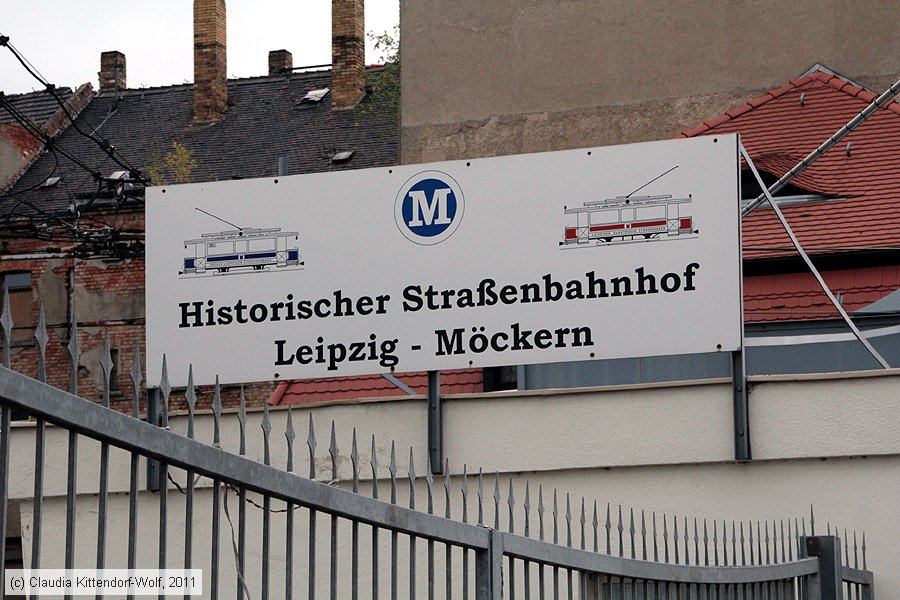 M
Historischer Straßenbahnhof
Leipzig - Möckern
(c) Claudia Kittendorf-Wolf, 2011